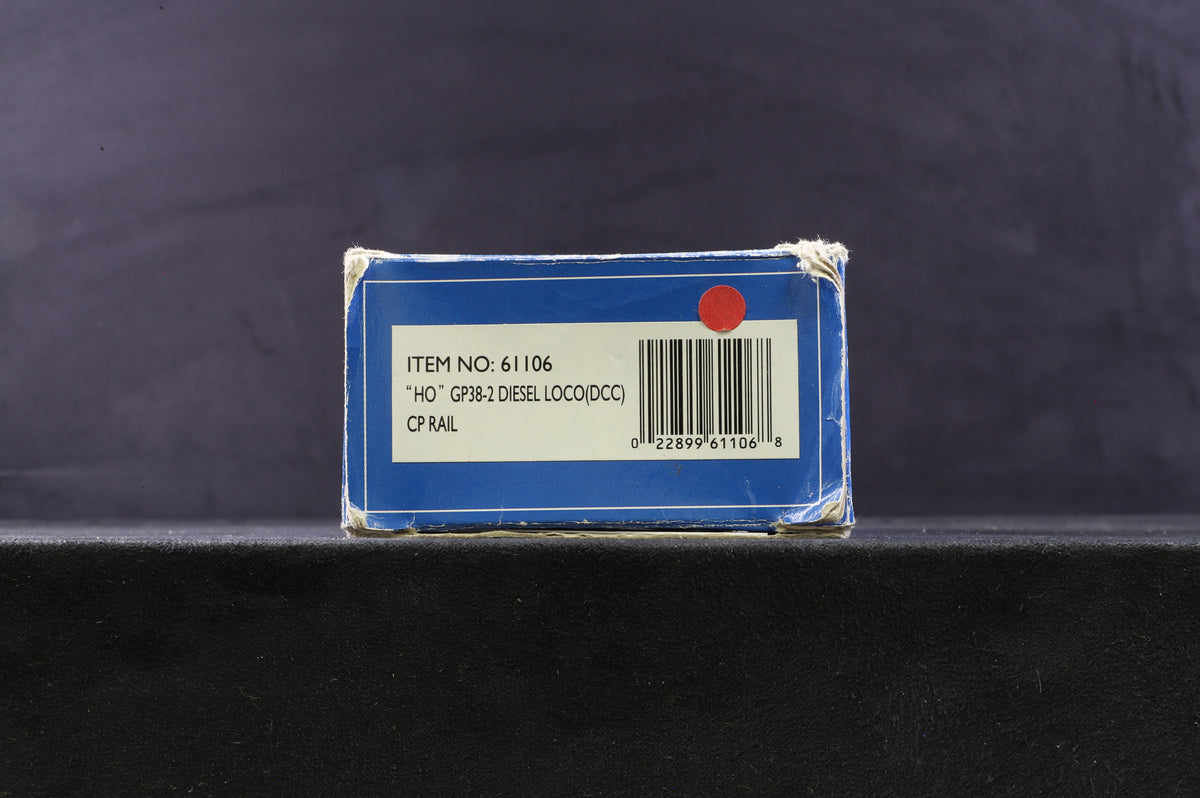 ITEM NO: 61106
"HO" GP38-2 DIESEL LOCO(DCC)
CP RAIL
0 22899 61106 8